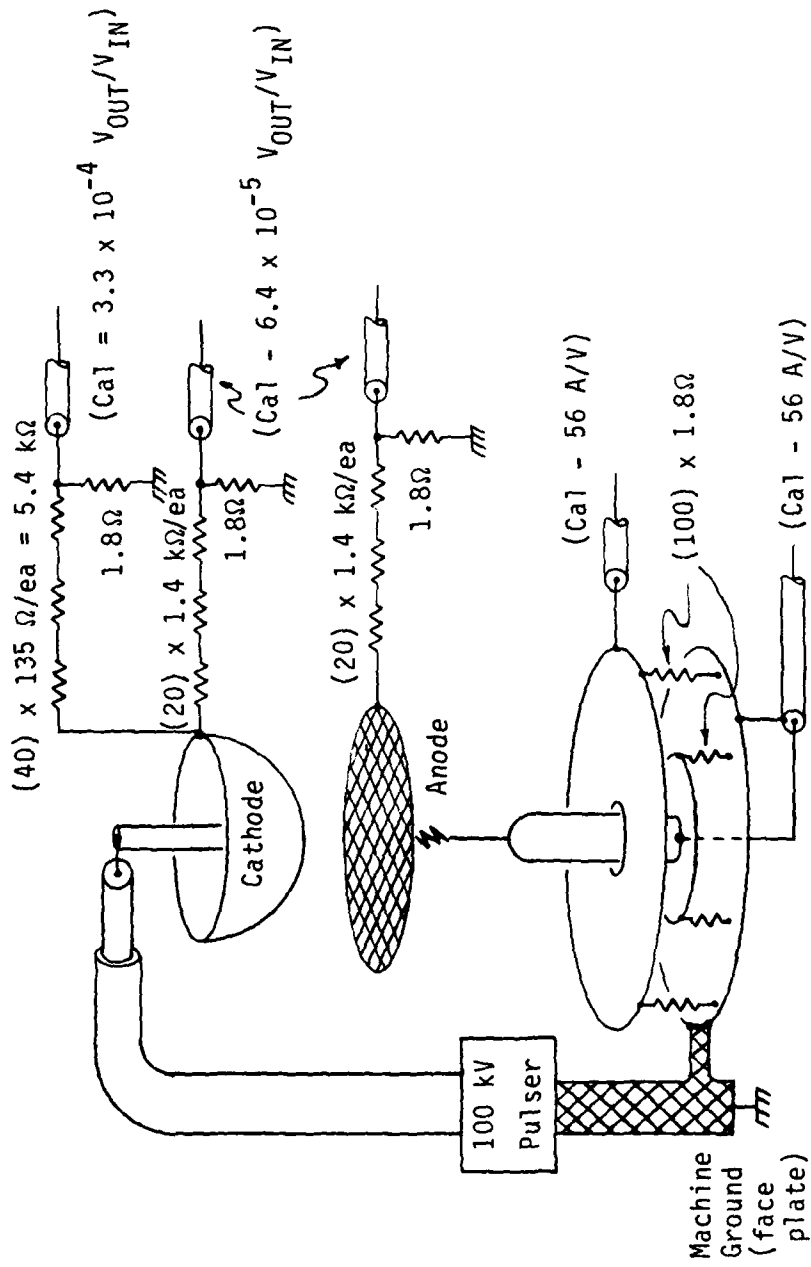 (40) x 135 Ω/ea = 5.4 kΩ
1.8Ω
(Cal = 3.3 x 10⁻⁴ V_OUT/V_IN)
(20) x 1.4 kΩ/ea
1.8Ω
(Cal - 6.4 x 10⁻⁵ V_OUT/V_IN)
Cathode
(20) x 1.4 kΩ/ea
1.8Ω
Anode
(Cal - 56 A/V)
(100) x 1.8Ω
(Cal - 56 A/V)
100 kV
Pulser
Machine
Ground
(face
plate)